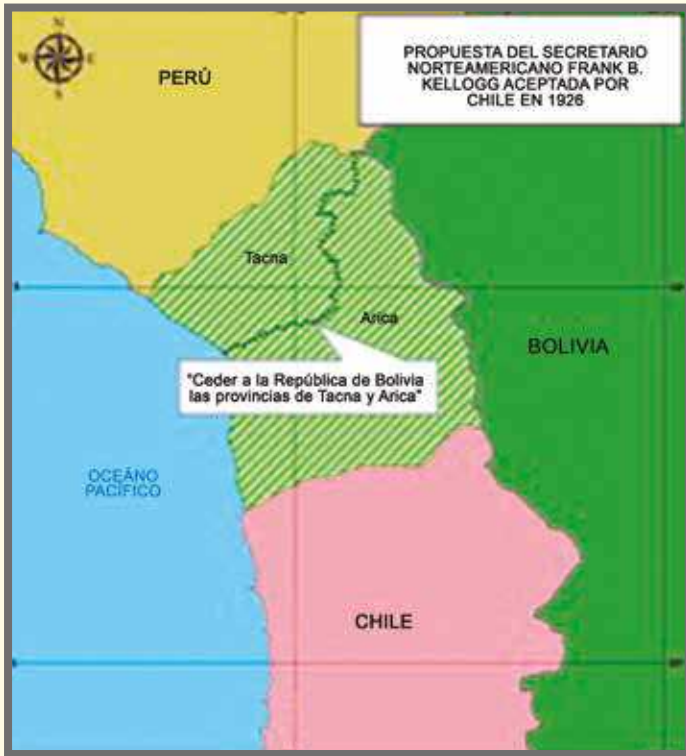 N
W
E
S
PERÚ
PROPUESTA DEL SECRETARIO
NORTEAMERICANO FRANK B.
KELLOGG ACEPTADA POR
CHILE EN 1926
Tacna
Arica
BOLIVIA
"Ceder a la República de Bolivia
las provincias de Tacna y Arica"
OCEÁNO
PACÍFICO
CHILE